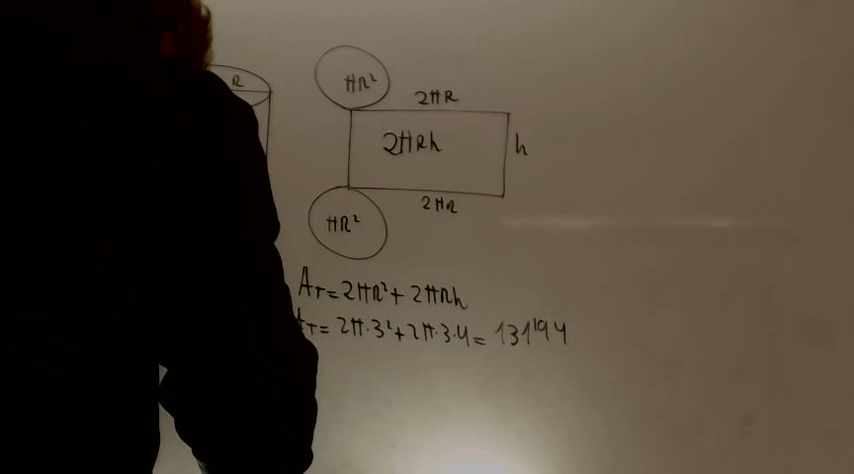 R
πR²
2πR
2πRh
h
2πR
πR²
A_T = 2πR² + 2πRh
A_T = 2π·3² + 2π·3·4 = 131'94